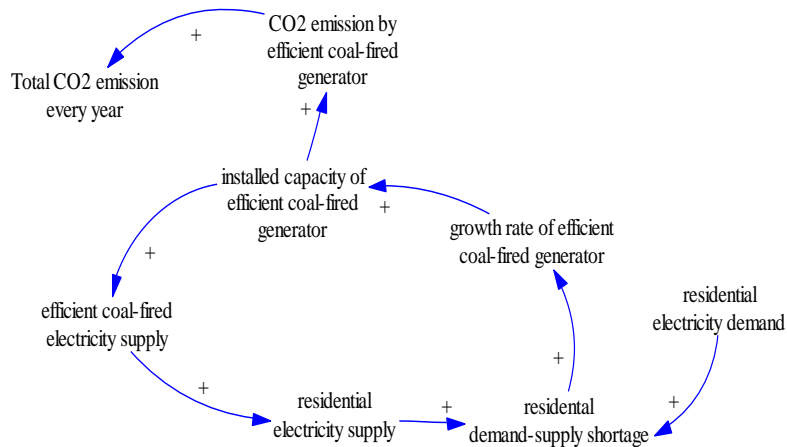 CO2 emission by
efficient coal-fired
generator
+
Total CO2 emission
every year
+
installed capacity of
efficient coal-fired
generator
+
growth rate of efficient
coal-fired generator
+
efficient coal-fired
electricity supply
residential
electricity demand
+
+
residential
electricity supply
+
residental
demand-supply shortage
+